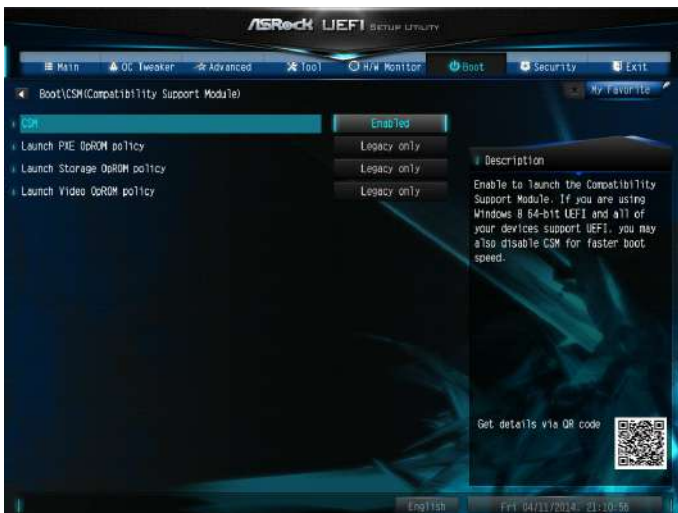 ASRock UEFI SETUP UTILITY
Main OC Tweaker Advanced Tool H/W Monitor Boot Security Exit
Boot\CSM(Compatibility Support Module)
My Favorite
CSM Enabled
Launch PXE OpROM policy Legacy only
Launch Storage OpROM policy Legacy only
Launch Video OpROM policy Legacy only
Description
Enable to launch the Compatibility
Support Module. If you are using
Windows 8 64-bit UEFI and all of
your devices support UEFI, you may
also disable CSM for faster boot
speed.
Get details via QR code
English
Fri 04/11/2014, 21:10:56